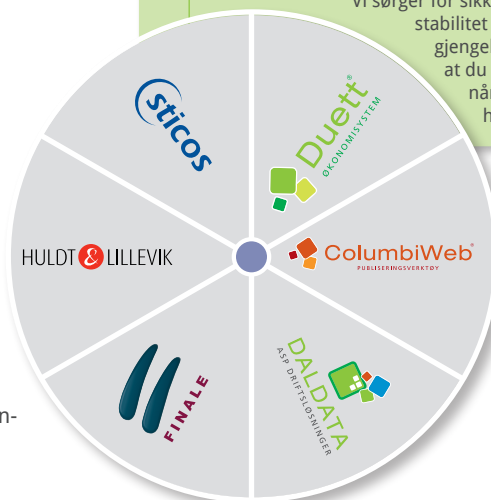 Vi sørger for sikk
stabilitet
gjengel
at du
når
h
sticos
Duett®
ØKONOMISYSTEM
HULDT & LILLEVIK
ColumbiWeb®
PUBLISERINGSVERKTØY
FINALE
DALDATA
ASP DRIFTSLØSNINGER
n-